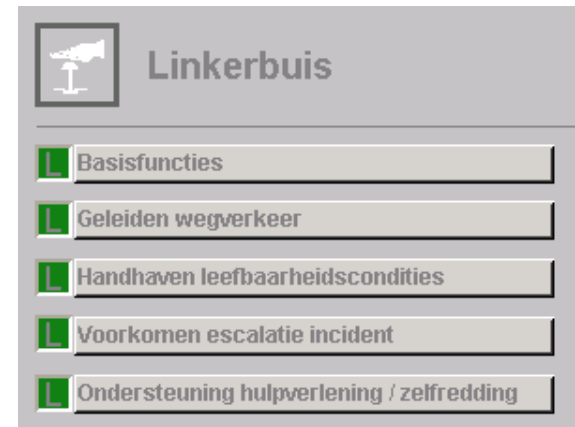 Linkerbuis
L Basisfuncties
L Geleiden wegverkeer
L Handhaven leefbaarheidscondities
L Voorkomen escalatie incident
L Ondersteuning hulpverlening / zelfredding